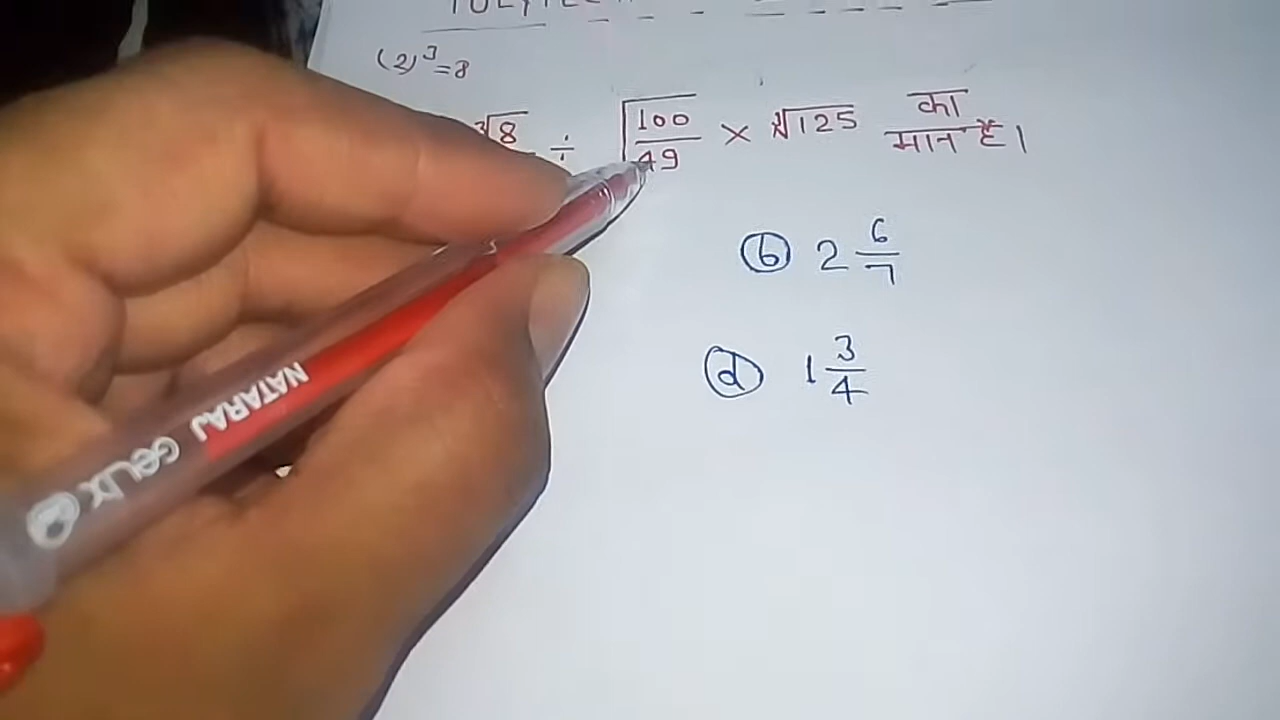 (2)³=8
∛8 ÷ √100/49 × ∛125 का मान है।
ⓑ 2 6/7
ⓓ 1 3/4
NATARAJ GELIX